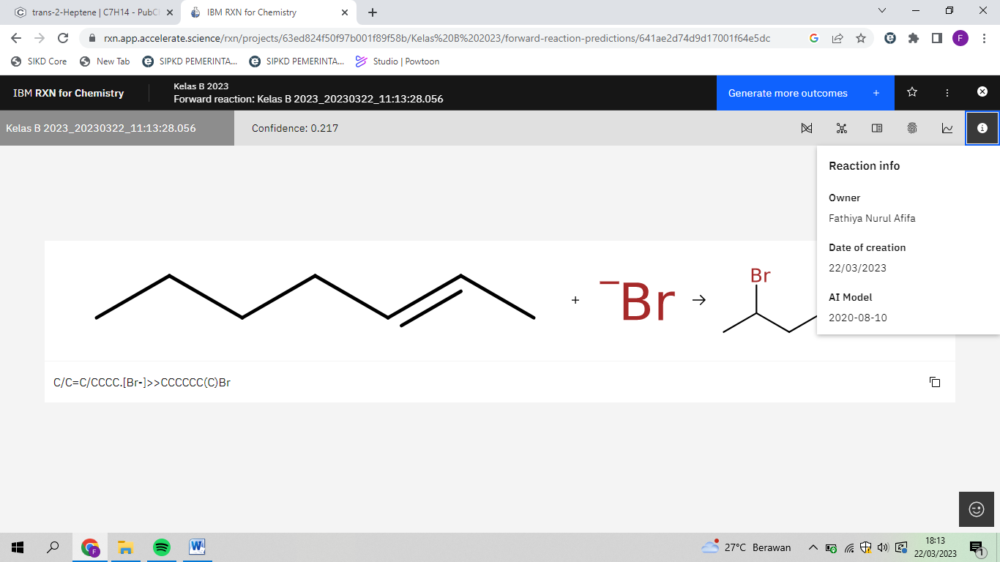 trans-2-Heptene | C7H14 - PubCh
IBM RXN for Chemistry
rxn.app.accelerate.science/rxn/projects/63ed824f50f97b001f89f58b/Kelas%20B%202023/forward-reaction-predictions/641ae2d74d9d17001f64e5dc
F
SIKD Core
New Tab
SIPKD PEMERINTA...
SIPKD PEMERINTA...
Studio | Powtoon
IBM RXN for Chemistry
Kelas B 2023
Forward reaction: Kelas B 2023_20230322_11:13:28.056
Generate more outcomes +
Kelas B 2023_20230322_11:13:28.056
Confidence: 0.217
Reaction info
Owner
Fathiya Nurul Afifa
Date of creation
22/03/2023
AI Model
2020-08-10
+
⁻Br
→
Br
C/C=C/CCCC.[Br-]>>CCCCCC(C)Br
F
27°C Berawan
18:13
22/03/2023
1